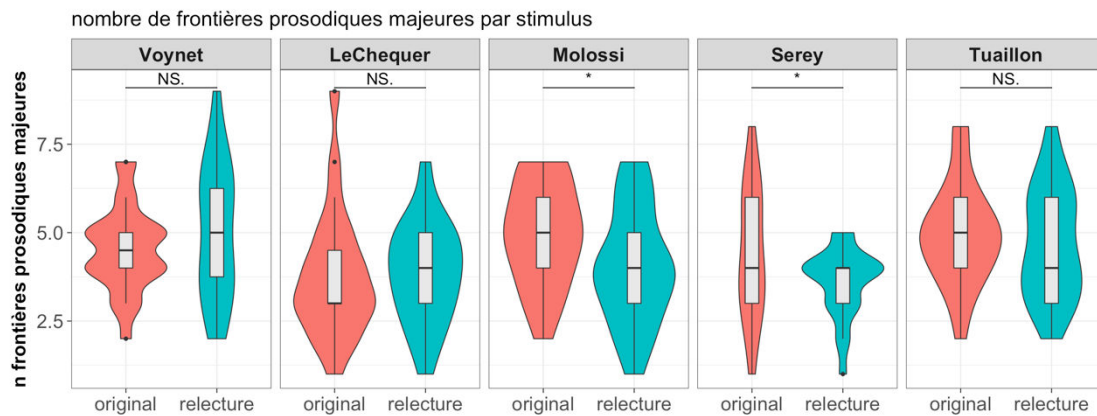 nombre de frontières prosodiques majeures par stimulus
Voynet LeChequer Molossi Serey Tuaillon
NS. NS. * * NS.
n frontières prosodiques majeures
7.5
5.0
2.5
original relecture original relecture original relecture original relecture original relecture